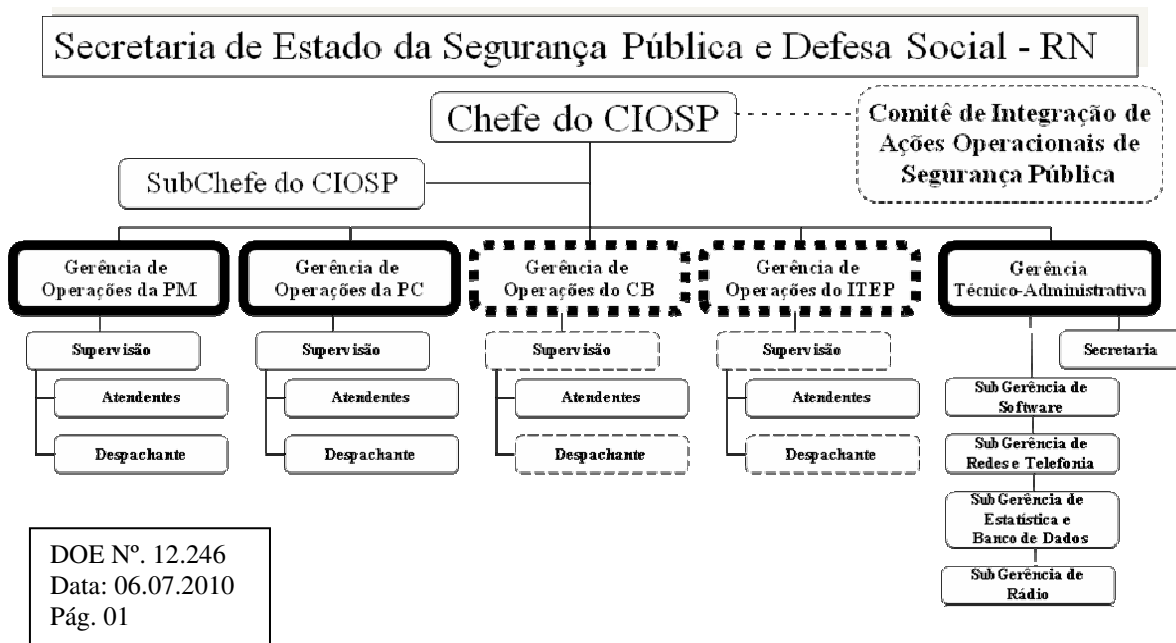 Secretaria de Estado da Segurança Pública e Defesa Social - RN
Chefe do CIOSP
Comitê de Integração de
Ações Operacionais de
Segurança Pública
SubChefe do CIOSP
Gerência de
Operações da PM
Gerência de
Operações da PC
Gerência de
Operações do CB
Gerência de
Operações do ITEP
Gerência
Técnico-Administrativa
Supervisão
Atendentes
Despachante
Supervisão
Atendentes
Despachante
Supervisão
Atendentes
Despachante
Supervisão
Atendentes
Despachante
Secretaria
Sub Gerência de
Software
Sub Gerência de
Redes e Telefonia
Sub Gerência de
Estatística e
Banco de Dados
Sub Gerência de
Rádio
DOE Nº. 12.246
Data: 06.07.2010
Pág. 01